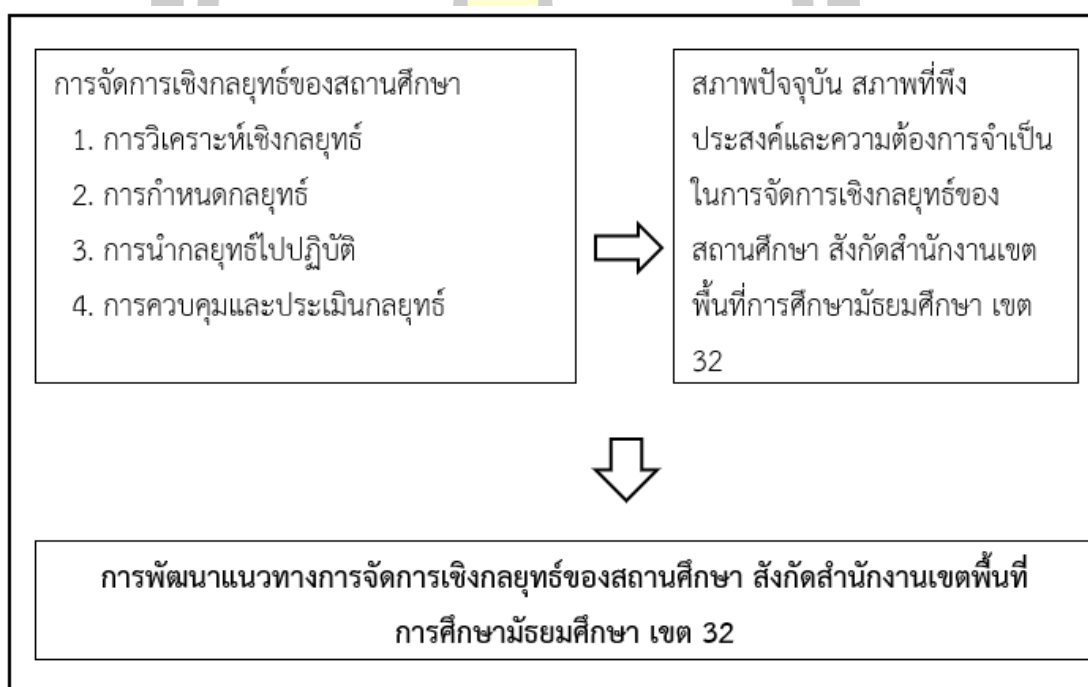 การจัดการเชิงกลยุทธ์ของสถานศึกษา
1. การวิเคราะห์เชิงกลยุทธ์
2. การกำหนดกลยุทธ์
3. การนำกลยุทธ์ไปปฏิบัติ
4. การควบคุมและประเมินกลยุทธ์
สภาพปัจจุบัน สภาพที่พึง
ประสงค์และความต้องการจำเป็น
ในการจัดการเชิงกลยุทธ์ของ
สถานศึกษา สังกัดสำนักงานเขต
พื้นที่การศึกษามัธยมศึกษา เขต
32
การพัฒนาแนวทางการจัดการเชิงกลยุทธ์ของสถานศึกษา สังกัดสำนักงานเขตพื้นที่
การศึกษามัธยมศึกษา เขต 32